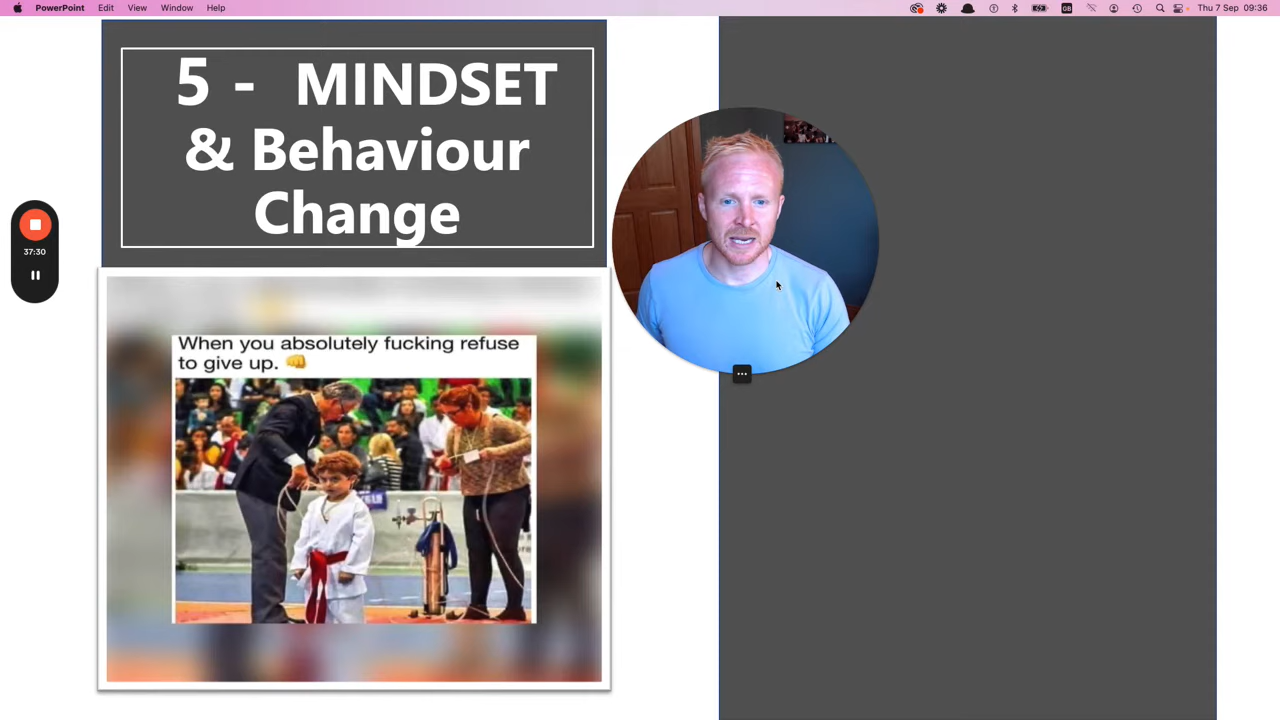 PowerPoint Edit View Window Help
GB
Thu 7 Sep 09:36
5 - MINDSET
& Behaviour
Change
37:30
When you absolutely fucking refuse
to give up. 👊